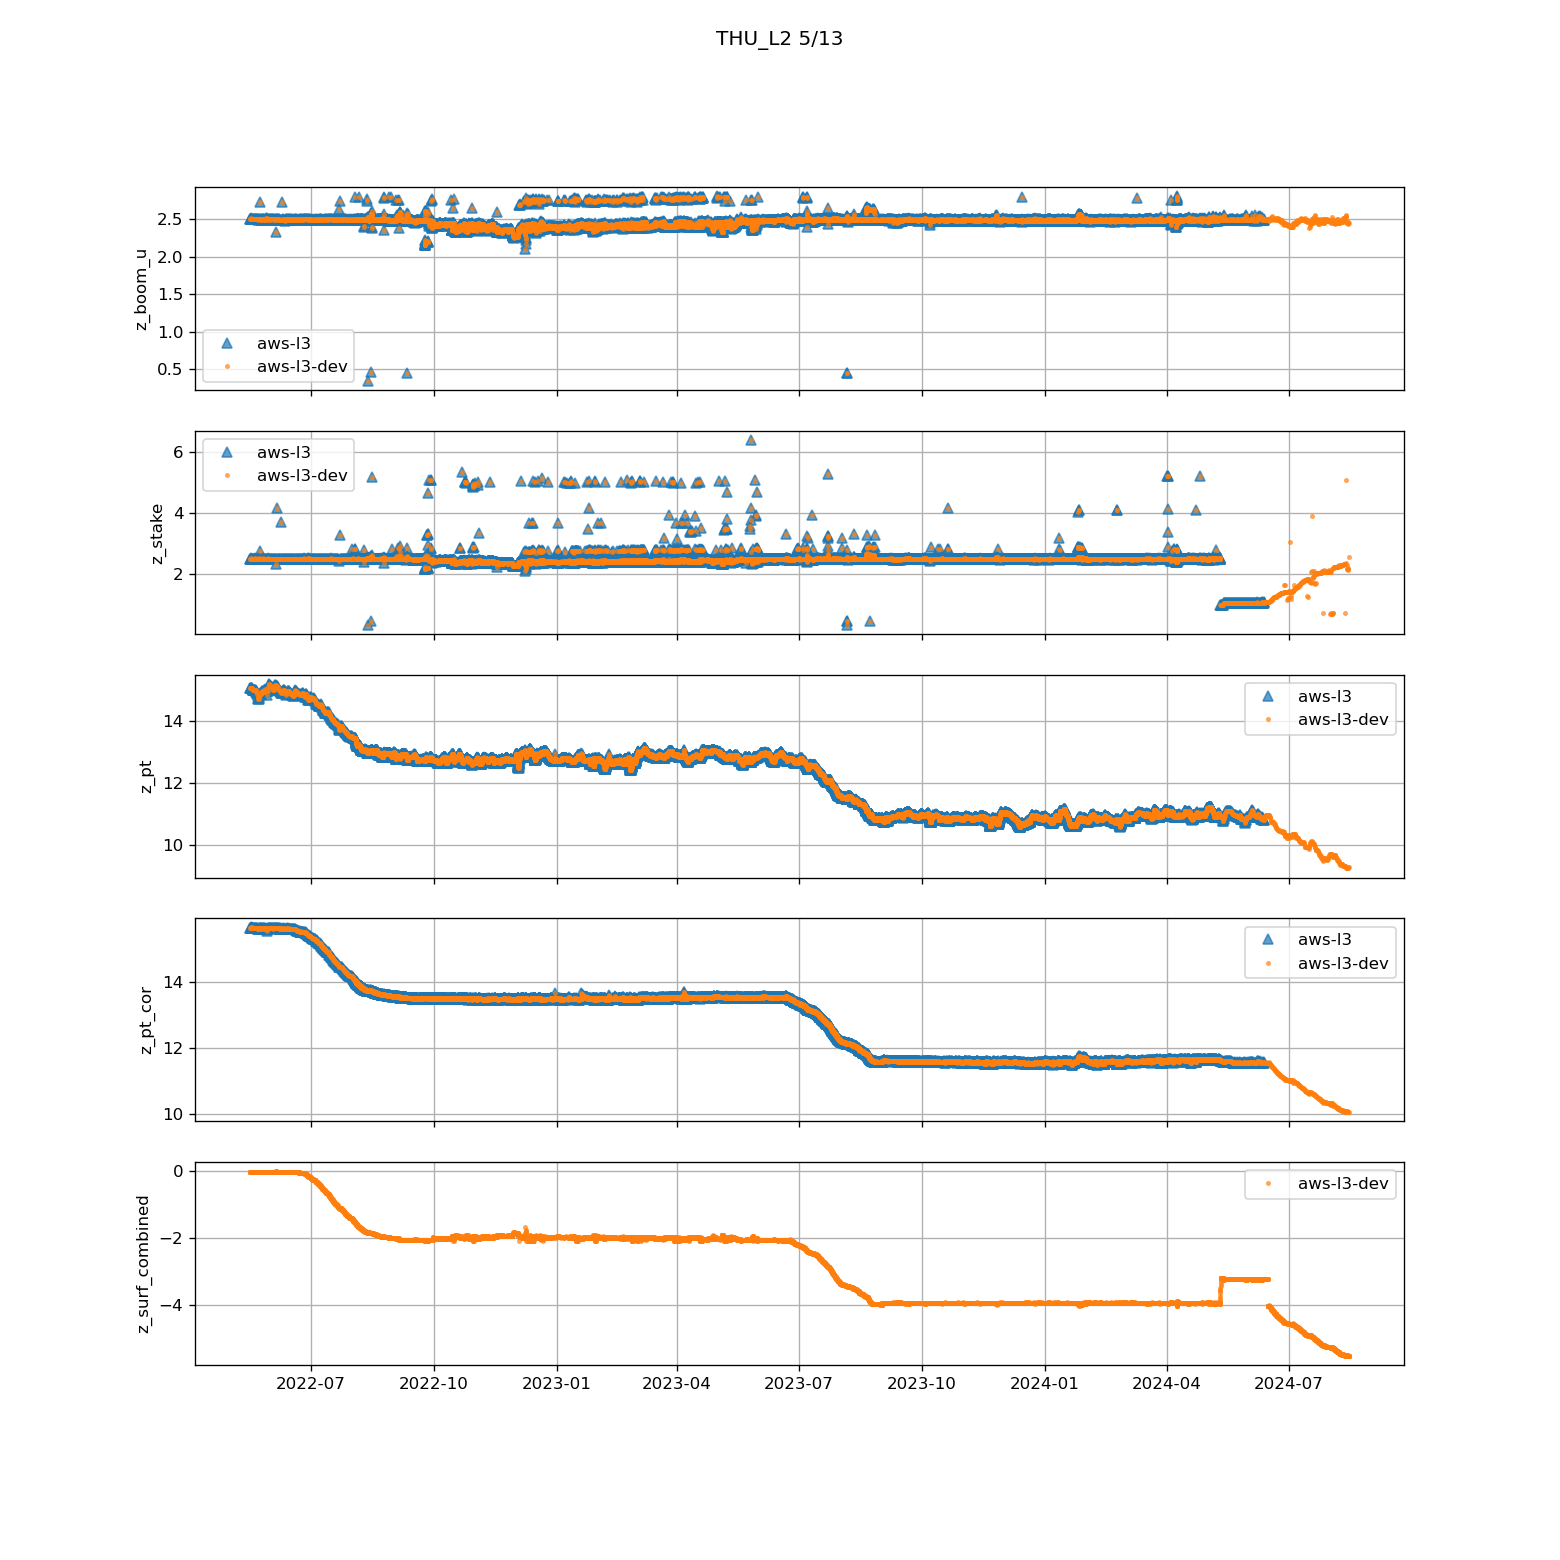 THU_L2 5/13
z_boom_u
2.5
2.0
1.5
1.0
0.5
aws-l3
aws-l3-dev
z_stake
6
4
2
aws-l3
aws-l3-dev
z_pt
14
12
10
aws-l3
aws-l3-dev
z_pt_cor
14
12
10
aws-l3
aws-l3-dev
z_surf_combined
0
−2
−4
aws-l3-dev
2022-07 2022-10 2023-01 2023-04 2023-07 2023-10 2024-01 2024-04 2024-07